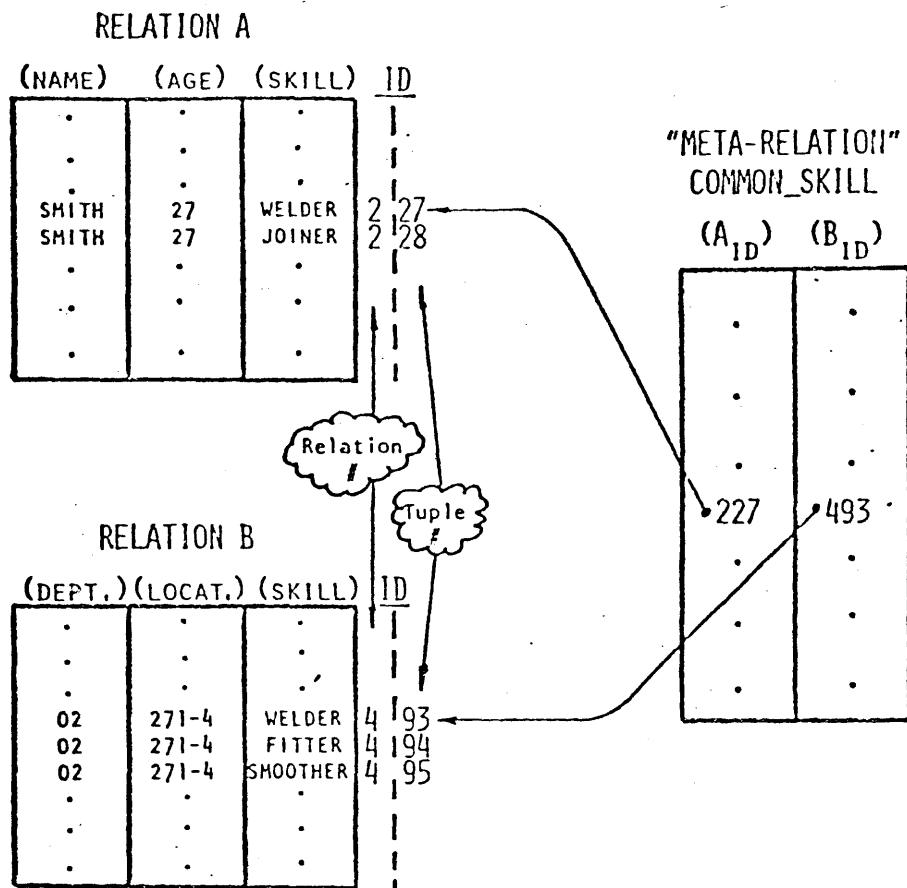 RELATION A
(NAME) (AGE) (SKILL) ID
SMITH 27 WELDER 2 27
SMITH 27 JOINER 2 28
"META-RELATION"
COMMON_SKILL
(A_ID) (B_ID)
227 493
Relation
#
Tuple
#
RELATION B
(DEPT.) (LOCAT.) (SKILL) ID
02 271-4 WELDER 4 93
02 271-4 FITTER 4 94
02 271-4 SMOOTHER 4 95